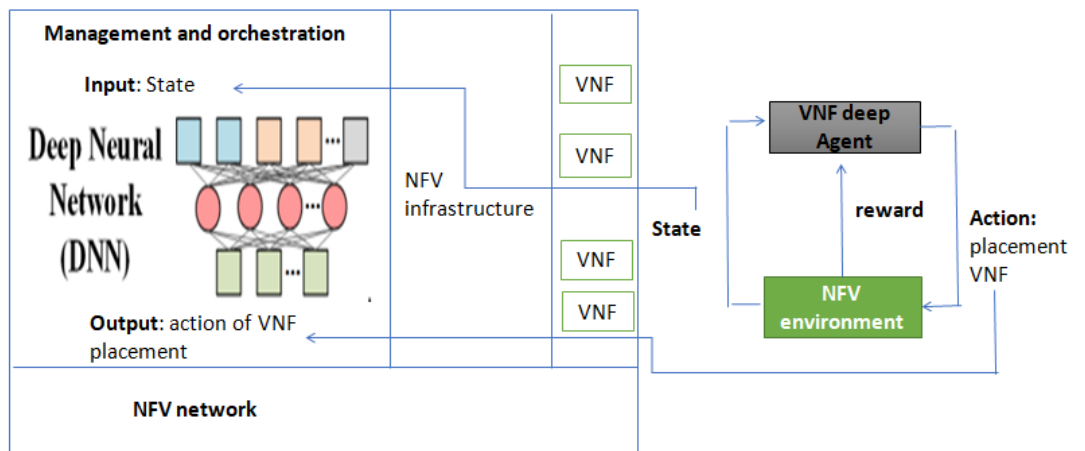 Management and orchestration
Input: State
Deep Neural
Network
(DNN)
...
...
...
Output: action of VNF
placement
NFV network
NFV
infrastructure
VNF
VNF
VNF
VNF
State
VNF deep
Agent
reward
Action:
placement
VNF
NFV
environment